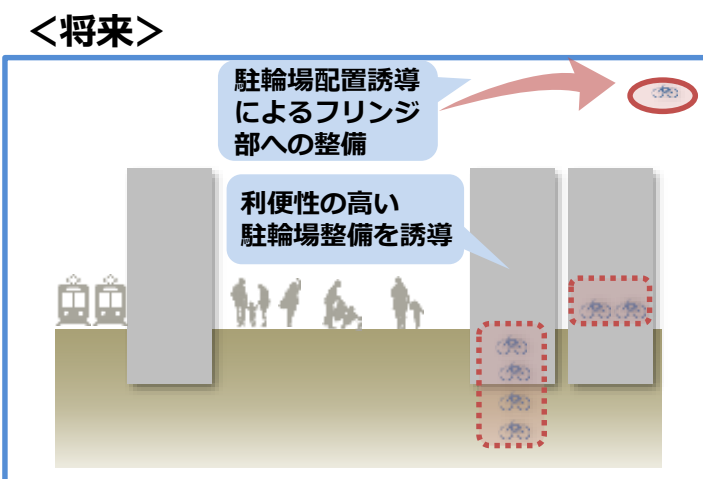 ＜将来＞
駐輪場配置誘導
によるフリンジ
部への整備
利便性の高い
駐輪場整備を誘導